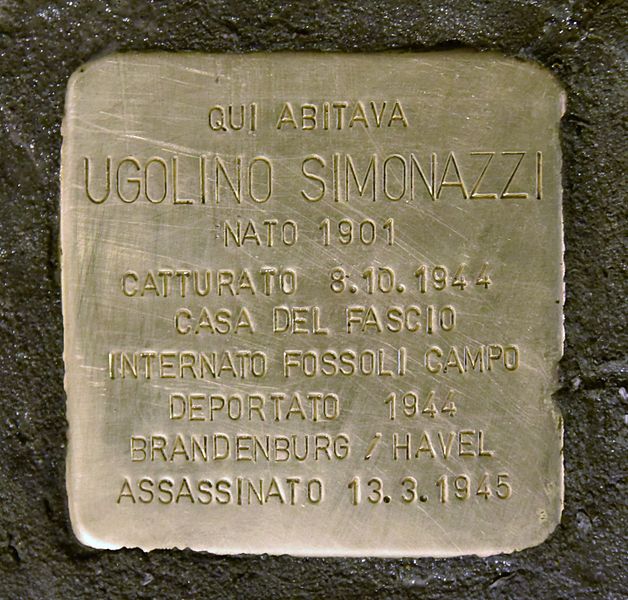 QUI ABITAVA
UGOLINO SIMONAZZI
NATO 1901
CATTURATO 8.10.1944
CASA DEL FASCIO
INTERNATO FOSSOLI CAMPO
DEPORTATO 1944
BRANDENBURG / HAVEL
ASSASSINATO 13.3.1945